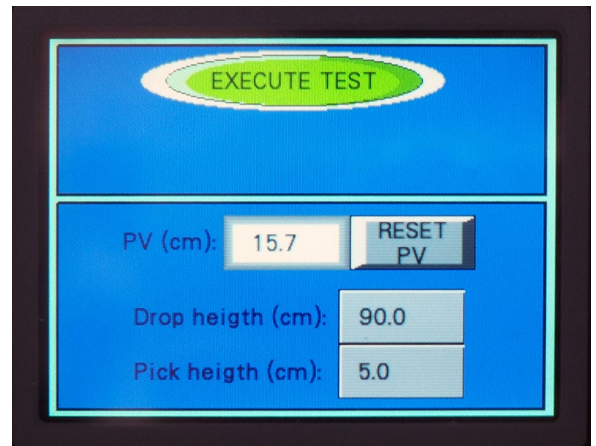 EXECUTE TEST
PV (cm): 15.7 RESET
PV
Drop heigth (cm): 90.0
Pick heigth (cm): 5.0